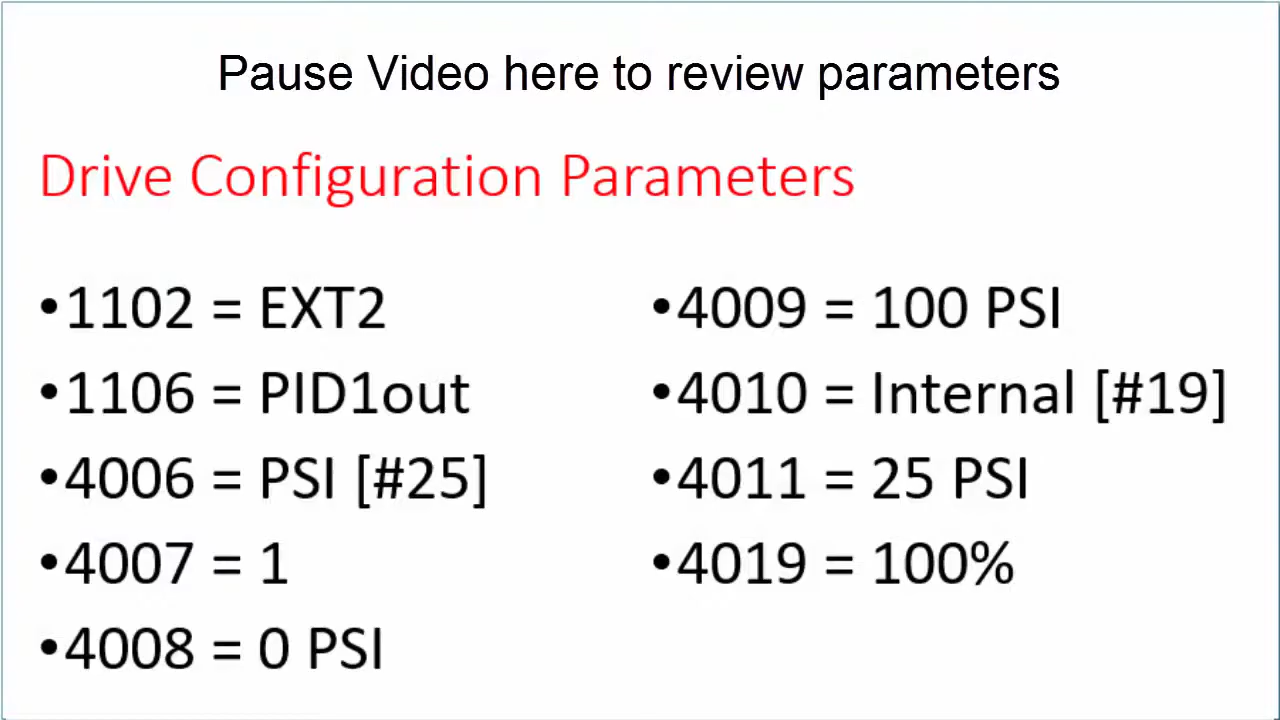 Pause Video here to review parameters
Drive Configuration Parameters
•1102 = EXT2
•1106 = PID1out
•4006 = PSI [#25]
•4007 = 1
•4008 = 0 PSI
•4009 = 100 PSI
•4010 = Internal [#19]
•4011 = 25 PSI
•4019 = 100%